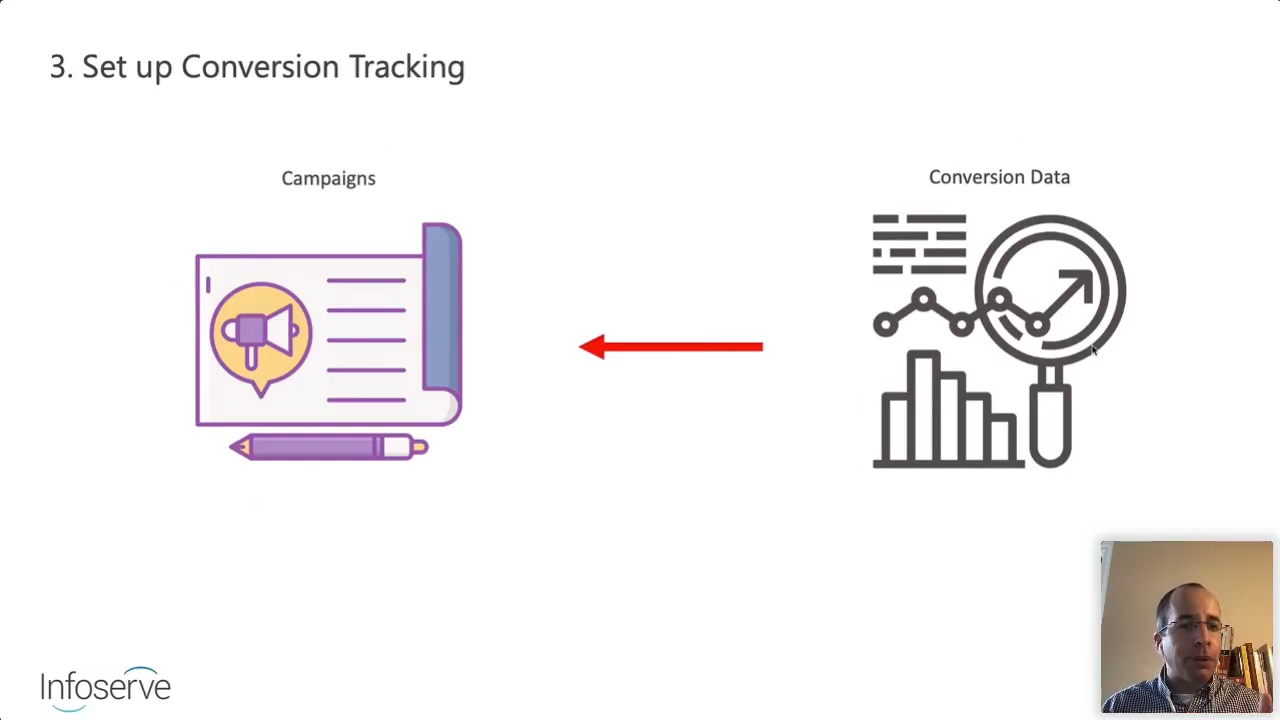 3. Set up Conversion Tracking
Campaigns
Conversion Data
Infoserve